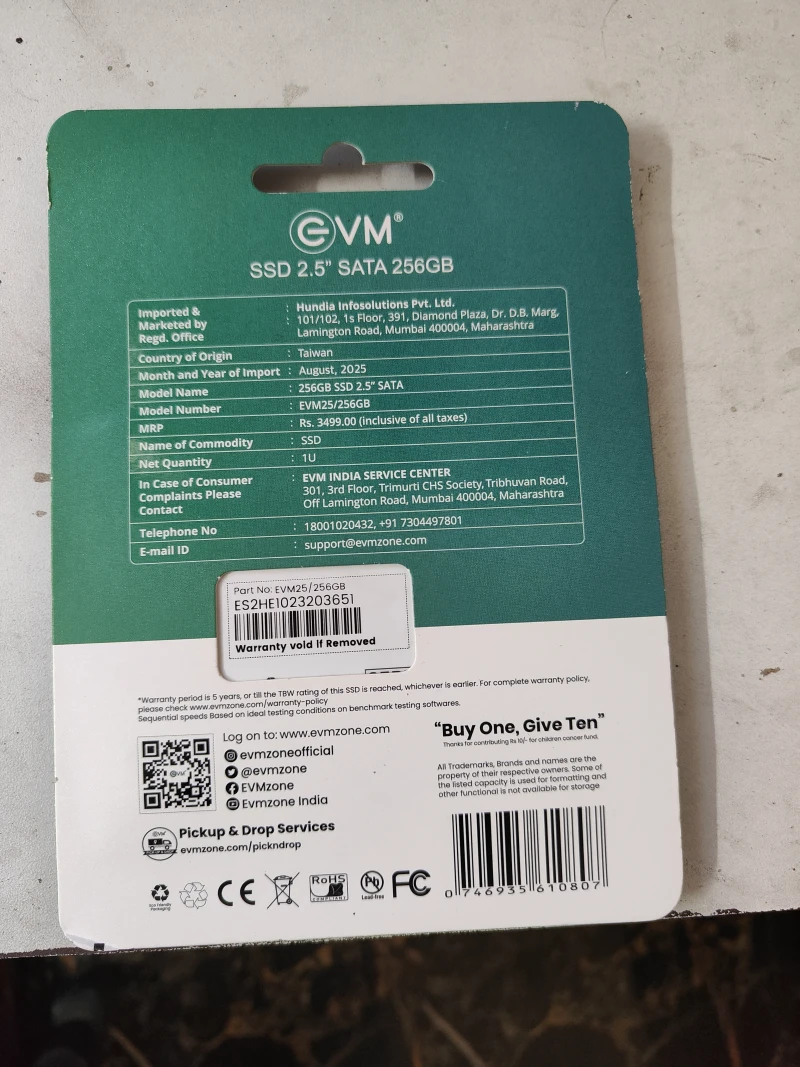 EVM®
SSD 2.5” SATA 256GB
Imported & Marketed by Regd. Office : Hundia Infosolutions Pvt. Ltd.
: 101/102, 1s Floor, 391, Diamond Plaza, Dr. D.B. Marg,
Lamington Road, Mumbai 400004, Maharashtra
Country of Origin : Taiwan
Month and Year of Import : August, 2025
Model Name : 256GB SSD 2.5” SATA
Model Number : EVM25/256GB
MRP : Rs. 3499.00 (inclusive of all taxes)
Name of Commodity : SSD
Net Quantity : 1U
In Case of Consumer Complaints Please Contact : EVM INDIA SERVICE CENTER
301, 3rd Floor, Trimurti CHS Society, Tribhuvan Road,
Off Lamington Road, Mumbai 400004, Maharashtra
Telephone No : 18001020432, +91 7304497801
E-mail ID : support@evmzone.com
Part No: EVM25/256GB
ES2HE1023203651
Warranty void If Removed
*Warranty period is 5 years, or till the TBW rating of this SSD is reached, whichever is earlier. For complete warranty policy,
please check www.evmzone.com/warranty-policy
Sequential speeds Based on ideal testing conditions on benchmark testing softwares.
Log on to: www.evmzone.com
evmzoneofficial
@evmzone
EVMzone
Evmzone India
EVM
Pickup & Drop Services
evmzone.com/pickndrop
“Buy One, Give Ten”
Thanks for contributing Rs 10/- for children cancer fund.
All Trademarks, Brands and names are the
property of their respective owners. Some of
the listed capacity is used for formatting and
other functional is not available for storage
Eco Friendly
Packaging
CE
RoHS
COMPLIANT
Pb
Lead-free
FC
0 746935 610807